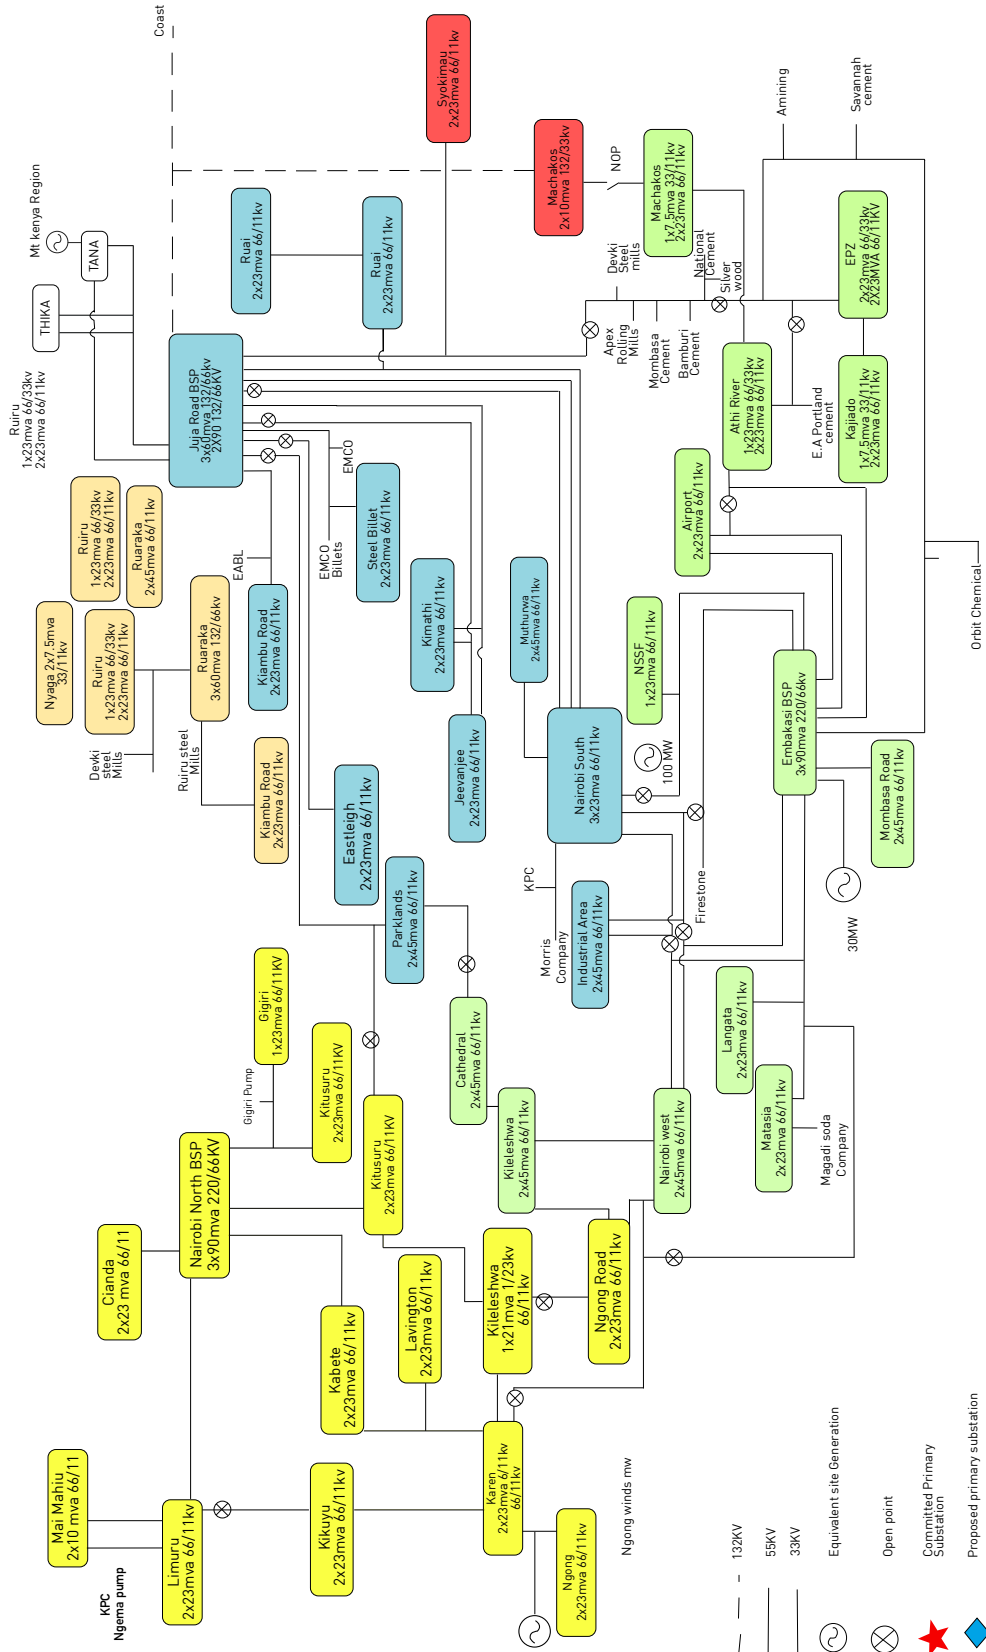 Coast
Mt kenya Region
TANA
THIKA
Ruiru
1x23mva 66/33kv
2x23mva 66/11kv
Juja Road BSP
3x60mva 132/66kv
2X90 132/66KV
Syokimau
2x23mva 66/11kv
Machakos
2x10mva 132/33kv
NOP
Machakos
1x7.5mva 33/11kv
2x23mva 66/11kv
Ruai
2x23mva 66/11kv
Ruai
2x23mva 66/11kv
Amining
Savannah
cement
Devki
Steel
mills
National
Cement
Silver
wood
Apex
Rolling
Mills
Mombasa
Cement
Bamburi Cement
EPZ
2x23mva 66/33kv
2X23MVA 66/11KV
Kajiado
1x7.5mva 33/11kv
2x23mva 66/11kv
Athi River
1x23mva 66/33kv
2x23mva 66/11kv
E.A Portland
cement
Airport
2x23mva 66/11kv
Orbit Chemical
Nyaga 2x7.5mva
33/11kv
Ruiru
1x23mva 66/33kv
2x23mva 66/11kv
Ruaraka
2x45mva 66/11kv
Ruiru
1x23mva 66/33kv
2x23mva 66/11kv
Ruaraka
3x60mva 132/66kv
Devki
steel
Mills
Ruiru steel
Mills
Kiambu Road
2x23mva 66/11kv
EABL
Kiambu Road
2x23mva 66/11kv
EMCO
EMCO
Billets
Steel Billet
2x23mva 66/11kv
Kimathi
2x23mva 66/11kv
Jeevanjee
2x23mva 66/11kv
Eastleigh
2x23mva 66/11kv
Parklands
2x45mva 66/11kv
Muthurwa
2x45mva 66/11kv
Nairobi South
3x23mva 66/11kv
KPC
Morris
Company
Industrial Area
2x45mva 66/11kv
NSSF
1x23mva 66/11kv
100 MW
Firestone
Embakasi BSP
3x90mva 220/66kv
Mombasa Road
2x45mva 66/11kv
30MW
Gigiri
1x23mva 66/11KV
Gigiri Pump
Kitusuru
2x23mva 66/11KV
Nairobi North BSP
3x90mva 220/66KV
Cianda
2x23 mva 66/11
Kitusuru
2x23mva 66/11KV
Cathedral
2x45mva 66/11kv
Kileleshwa
2x45mva 66/11kv
Nairobi west
2x45mva 66/11kv
Langata
2x23mva 66/11kv
Matasia
2x23mva 66/11kv
Magadi soda
Company
Ngong Road
2x23mva 66/11kv
Kileleshwa
1x21mva 1/23kv
66/11kv
Lavington
2x23mva 66/11kv
Kabete
2x23mva 66/11kv
Mai Mahiu
2x10 mva 66/11
KPC
Ngema pump
Limuru
2x23mva 66/11kv
Kikuyu
2x23mva 66/11kv
Karen
2x23mva 6/11kv
66/11kv
Ngong
2x23mva 66/11kv
Ngong winds mw
132KV
55KV
33KV
Equivalent site Generation
Open point
Committed Primary
Substation
Proposed primary substation